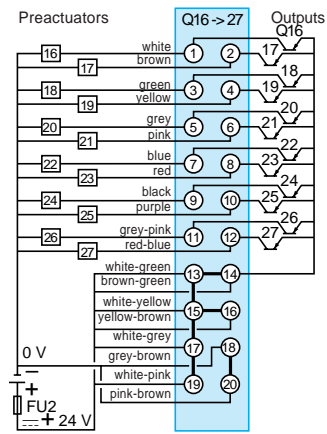 Preactuators Q16->27 Outputs
Q16
16 white 1 2 17
17 brown
18
18 green 3 4 19
19 yellow
20
20 grey 5 6 21
21 pink
22
22 blue 7 8 23
23 red
24
24 black 9 10 25
25 purple
26
26 grey-pink 11 12 27
27 red-blue
white-green 13 14
brown-green
white-yellow 15 16
yellow-brown
white-grey 17 18
0 V grey-brown
− white-pink 19 20
+ pink-brown
FU2
+ 24 V